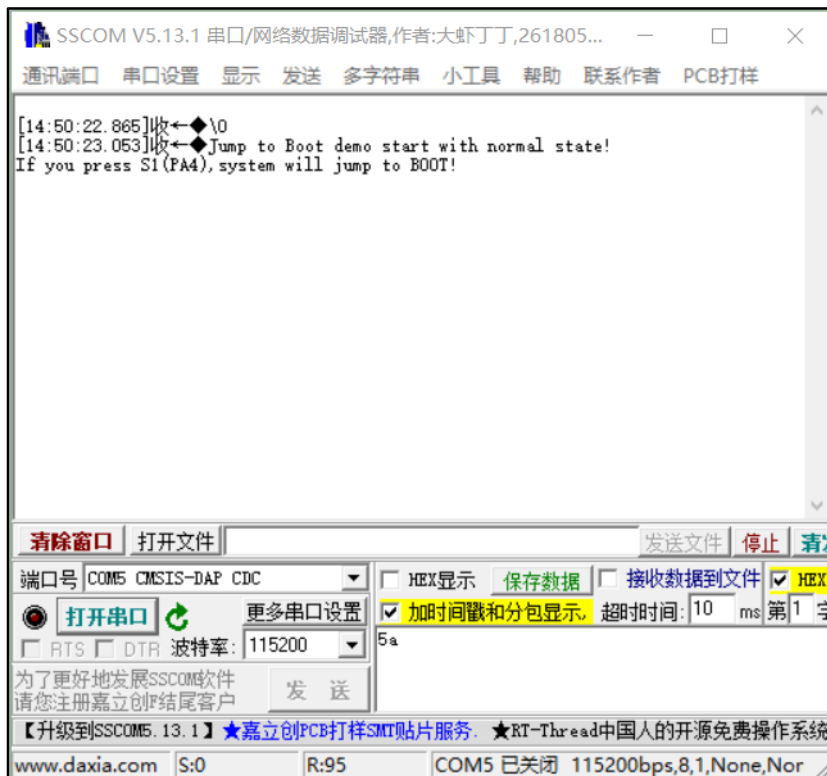 SSCOM V5.13.1 串口/网络数据调试器,作者:大虾丁丁,261805...
通讯端口 串口设置 显示 发送 多字符串 小工具 帮助 联系作者 PCB打样
[14:50:22.865]收←◆\0
[14:50:23.053]收←◆Jump to Boot demo start with normal state!
If you press S1(PA4),system will jump to BOOT!
清除窗口 打开文件 发送文件 停止 清发
端口号 COM5 CMSIS-DAP CDC HEX显示 保存数据 接收数据到文件 HEX
打开串口 更多串口设置 加时间戳和分包显示, 超时时间: 10 ms 第 1 字
RTS DTR 波特率: 115200 5a
为了更好地发展SSCOM软件
请您注册嘉立创F结尾客户 发 送
【升级到SSCOM5.13.1】★嘉立创PCB打样SMT贴片服务. ★RT-Thread中国人的开源免费操作系统
www.daxia.com S:0 R:95 COM5 已关闭 115200bps,8,1,None,Nor